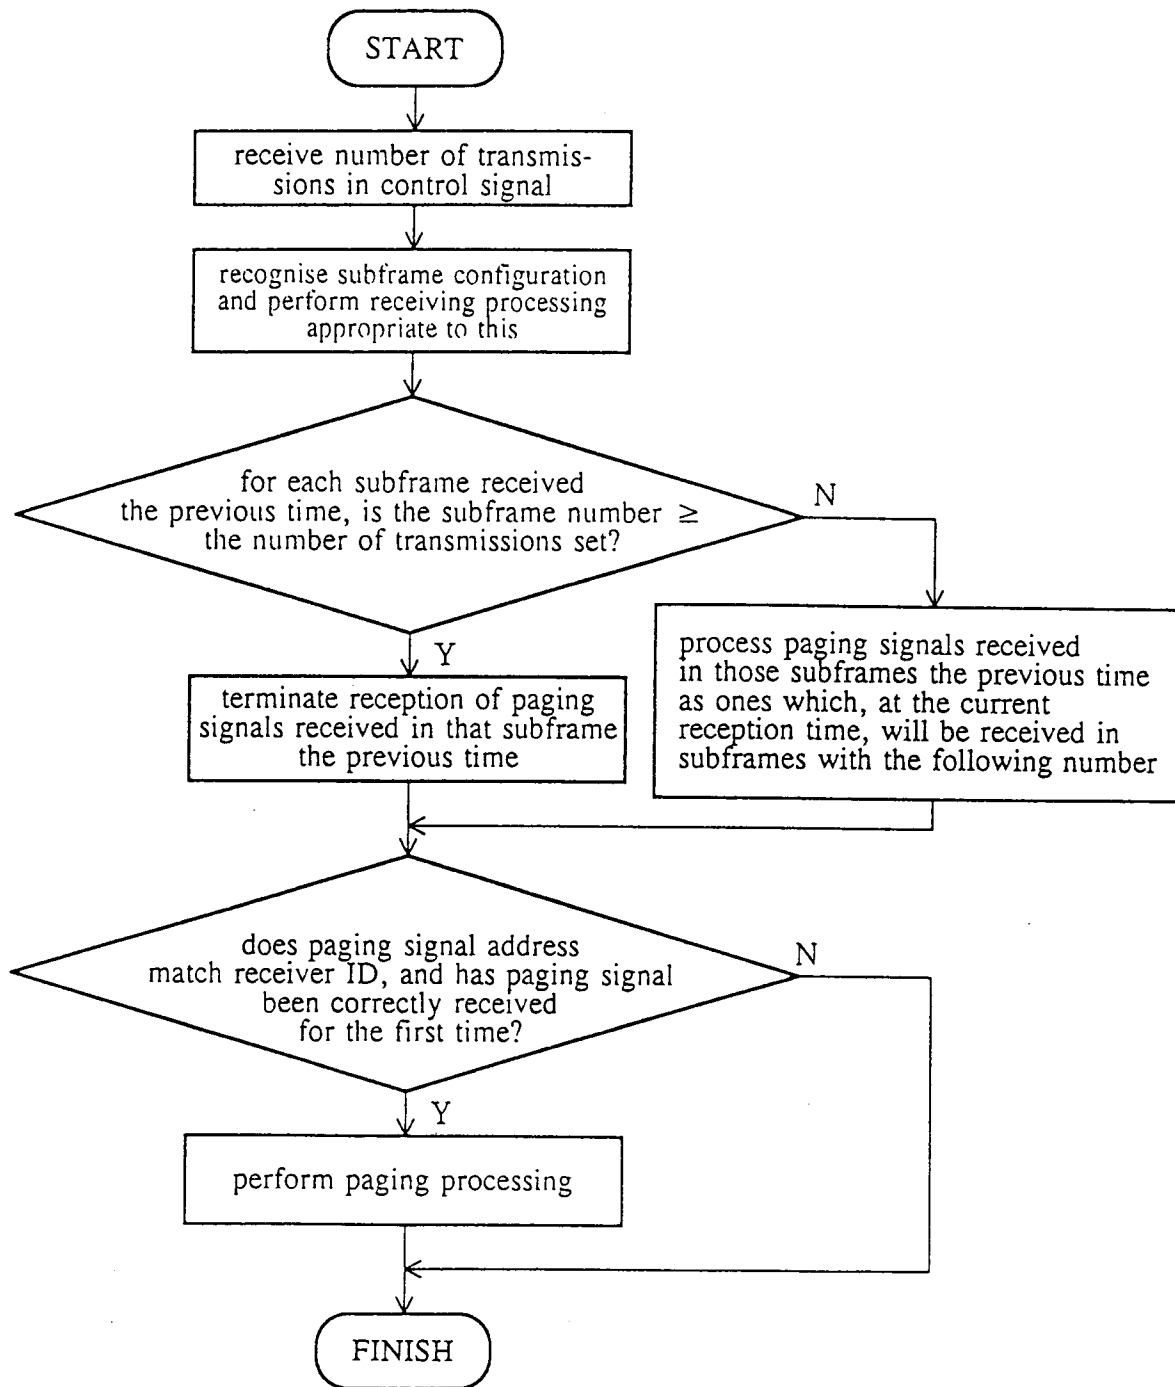 START
receive number of transmis-
sions in control signal
recognise subframe configuration
and perform receiving processing
appropriate to this
for each subframe received
the previous time, is the subframe number ≥
the number of transmissions set?
N
Y
process paging signals received
in those subframes the previous time
as ones which, at the current
reception time, will be received in
subframes with the following number
terminate reception of paging
signals received in that subframe
the previous time
does paging signal address
match receiver ID, and has paging signal
been correctly received
for the first time?
N
Y
perform paging processing
FINISH